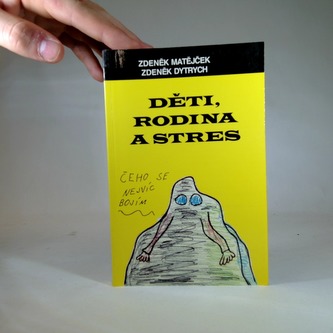 ZDENĚK MATĚJČEK
ZDENĚK DYTRYCH
DĚTI,
RODINA
A STRES
ČEHO SE
NEJVÍC
BOJÍM